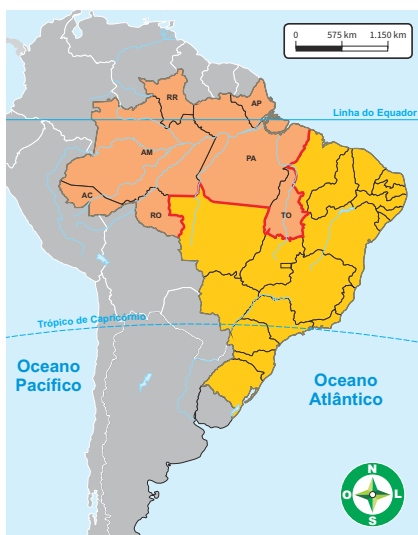 0 575 km 1.150 km
RR
AP
Linha do Equador
AM
PA
AC
RO
TO
Trópico de Capricórnio
Oceano
Pacífico
Oceano
Atlântico
N
O L
S